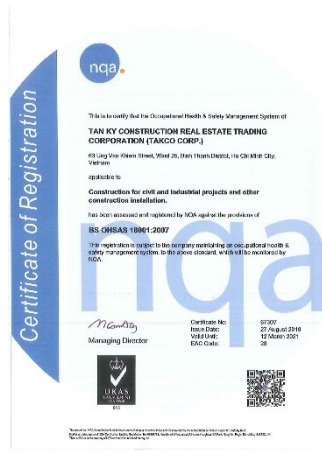 nqa.
Certificate of Registration
This is to certify that the Occupational Health & Safety Management System of
TAN KY CONSTRUCTION REAL ESTATE TRADING
CORPORATION (TAKCO CORP.)
63 Ung Van Khiem Street, Ward 25, Binh Thanh District, Ho Chi Minh City,
Vietnam
applicable to
Construction for civil and industrial projects and other
construction installation.
has been assessed and registered by NQA against the provisions of
BS OHSAS 18001:2007
This registration is subject to the company maintaining an occupational health &
safety management system, to the above standard, which will be monitored by
NQA.
nqa
Managing Director
Certificate No:
Issue Date: 27 August 2018
Valid Until: 12 March 2021
EAC Code: 28
UKAS
MANAGEMENT
SYSTEMS